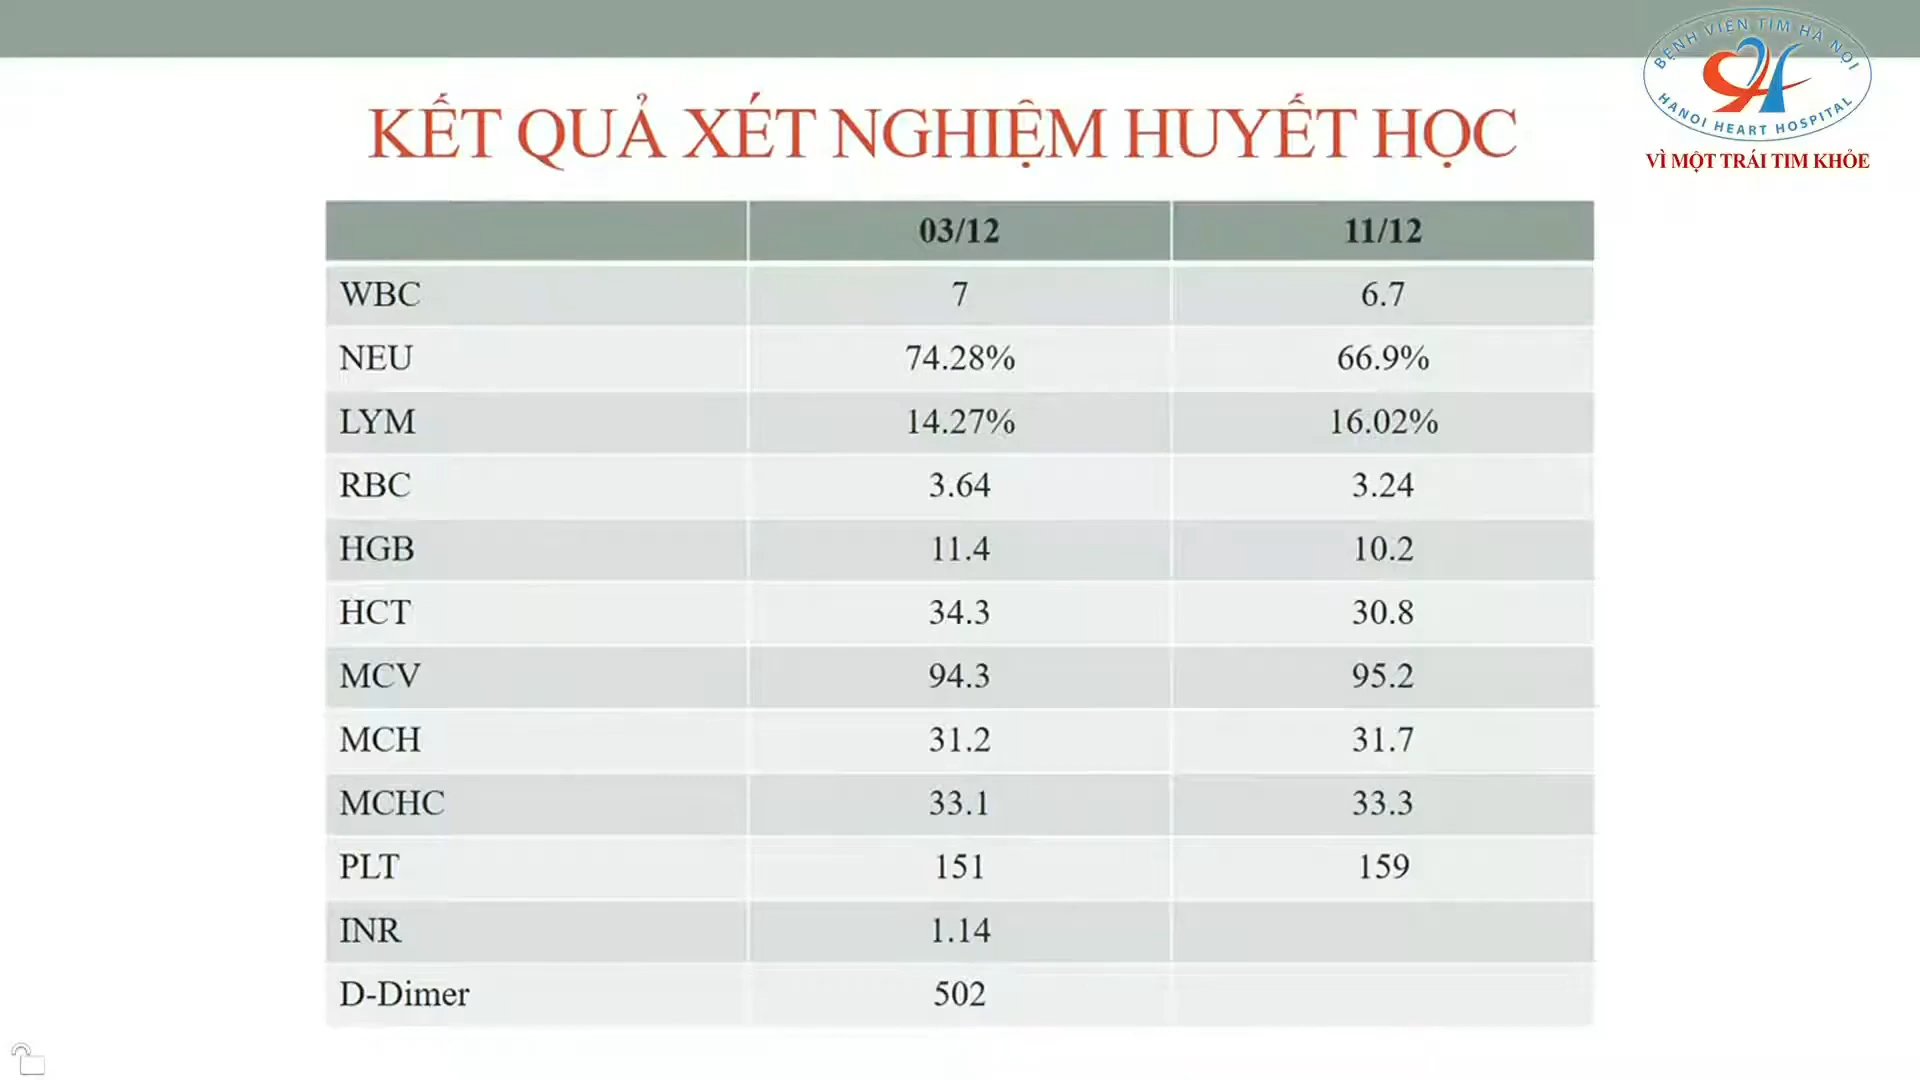 BỆNH VIỆN TIM HÀ NỘI
HANOI HEART HOSPITAL
VÌ MỘT TRÁI TIM KHỎE
KẾT QUẢ XÉT NGHIỆM HUYẾT HỌC
03/12 11/12
WBC 7 6.7
NEU 74.28% 66.9%
LYM 14.27% 16.02%
RBC 3.64 3.24
HGB 11.4 10.2
HCT 34.3 30.8
MCV 94.3 95.2
MCH 31.2 31.7
MCHC 33.1 33.3
PLT 151 159
INR 1.14
D-Dimer 502